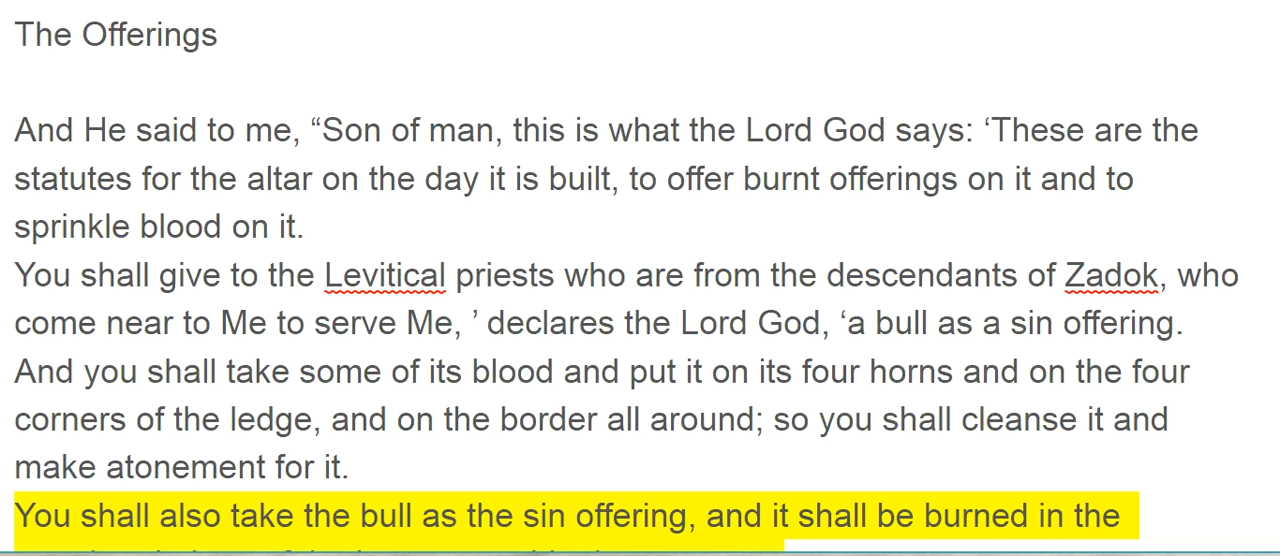 The Offerings
And He said to me, “Son of man, this is what the Lord God says: ‘These are the
statutes for the altar on the day it is built, to offer burnt offerings on it and to
sprinkle blood on it.
You shall give to the Levitical priests who are from the descendants of Zadok, who
come near to Me to serve Me, ’ declares the Lord God, ‘a bull as a sin offering.
And you shall take some of its blood and put it on its four horns and on the four
corners of the ledge, and on the border all around; so you shall cleanse it and
make atonement for it.
You shall also take the bull as the sin offering, and it shall be burned in the